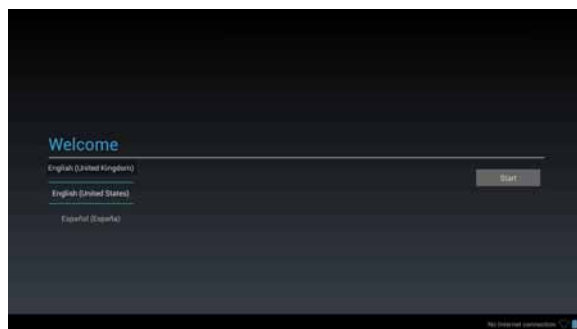 Welcome
English (United Kingdom)
Start
English (United States)
Español (España)
No Internet connection